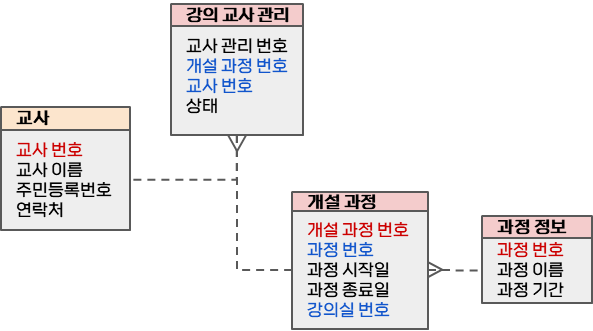 강의 교사 관리
교사 관리 번호
개설 과정 번호
교사 번호
상태
교사
교사 번호
교사 이름
주민등록번호
연락처
개설 과정
개설 과정 번호
과정 번호
과정 시작일
과정 종료일
강의실 번호
과정 정보
과정 번호
과정 이름
과정 기간